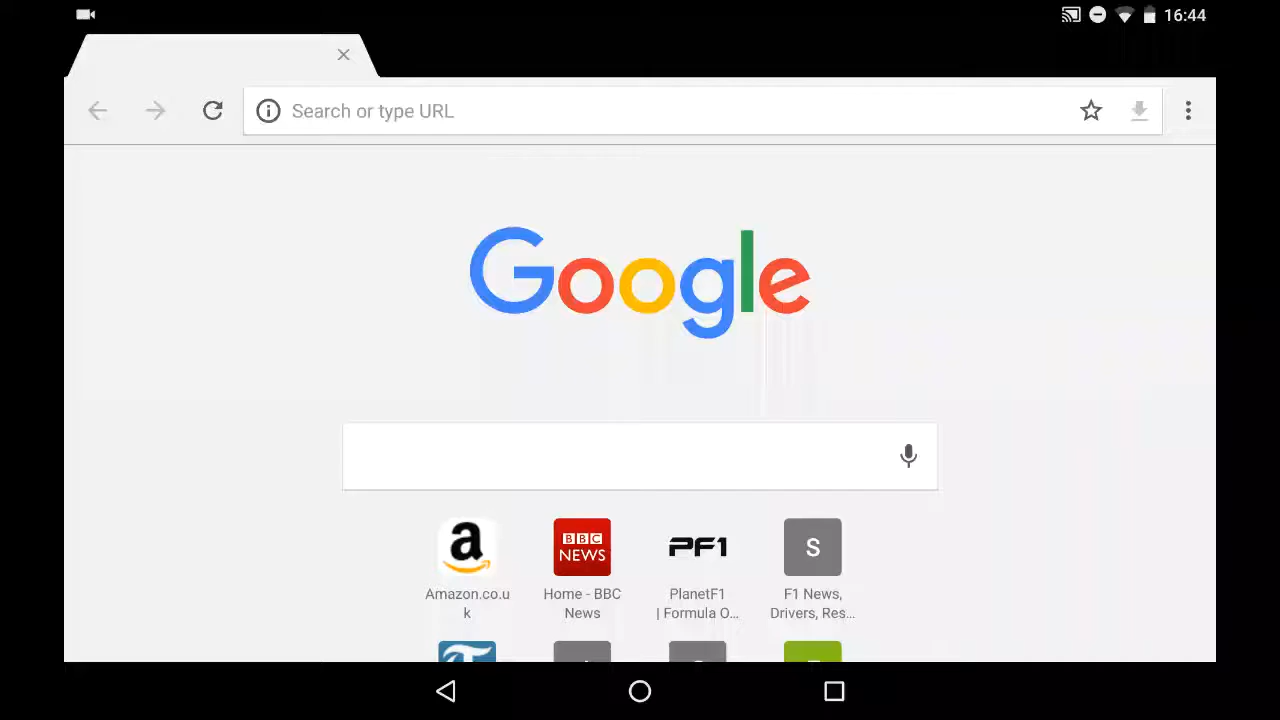 16:44
Search or type URL
Google
a
BBC
NEWS
PF1
S
Amazon.co.u
k
Home - BBC
News
PlanetF1
| Formula O...
F1 News,
Drivers, Res...